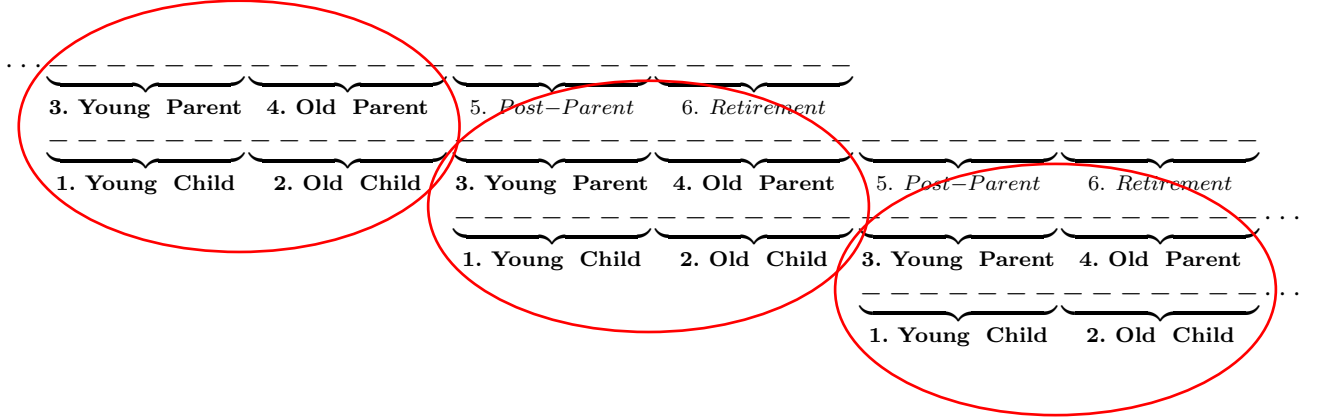 3. Young Parent 4. Old Parent 5. Post−Parent 6. Retirement
1. Young Child 2. Old Child 3. Young Parent 4. Old Parent 5. Post−Parent 6. Retirement
1. Young Child 2. Old Child 3. Young Parent 4. Old Parent
1. Young Child 2. Old Child